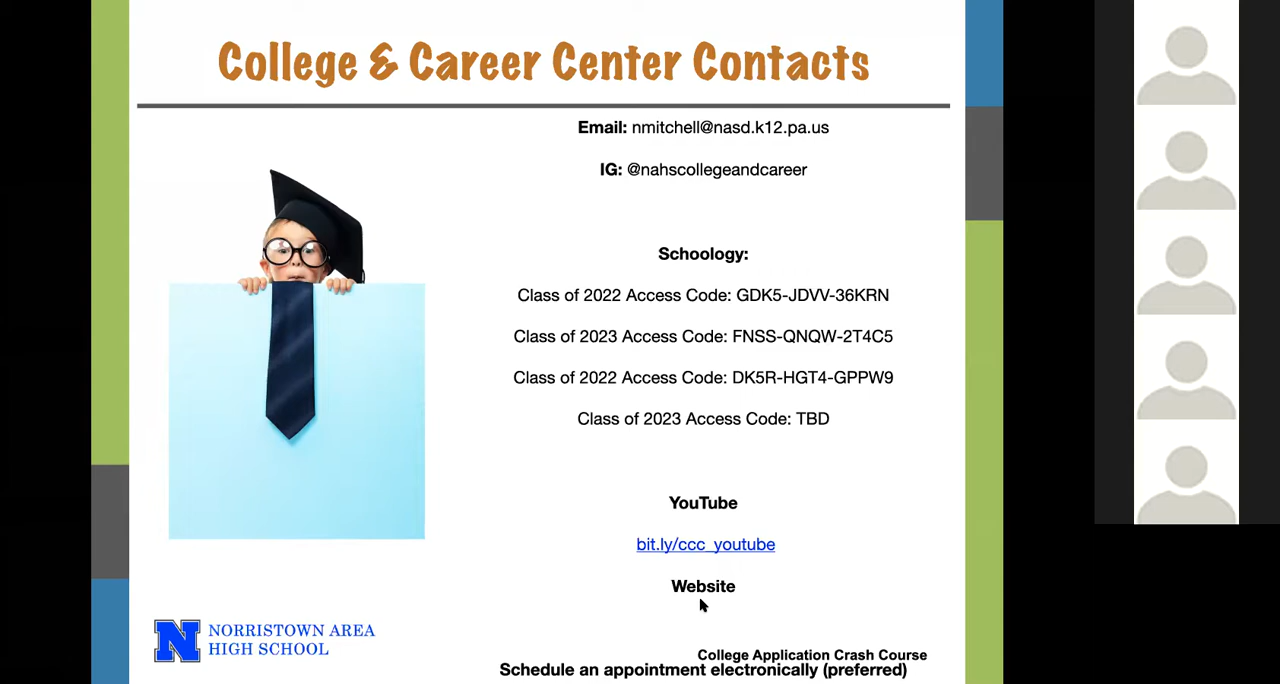 College & Career Center Contacts
Email: nmitchell@nasd.k12.pa.us
IG: @nahscollegeandcareer
Schoology:
Class of 2022 Access Code: GDK5-JDVV-36KRN
Class of 2023 Access Code: FNSS-QNQW-2T4C5
Class of 2022 Access Code: DK5R-HGT4-GPPW9
Class of 2023 Access Code: TBD
YouTube
bit.ly/ccc_youtube
Website
N NORRISTOWN AREA
HIGH SCHOOL
College Application Crash Course
Schedule an appointment electronically (preferred)